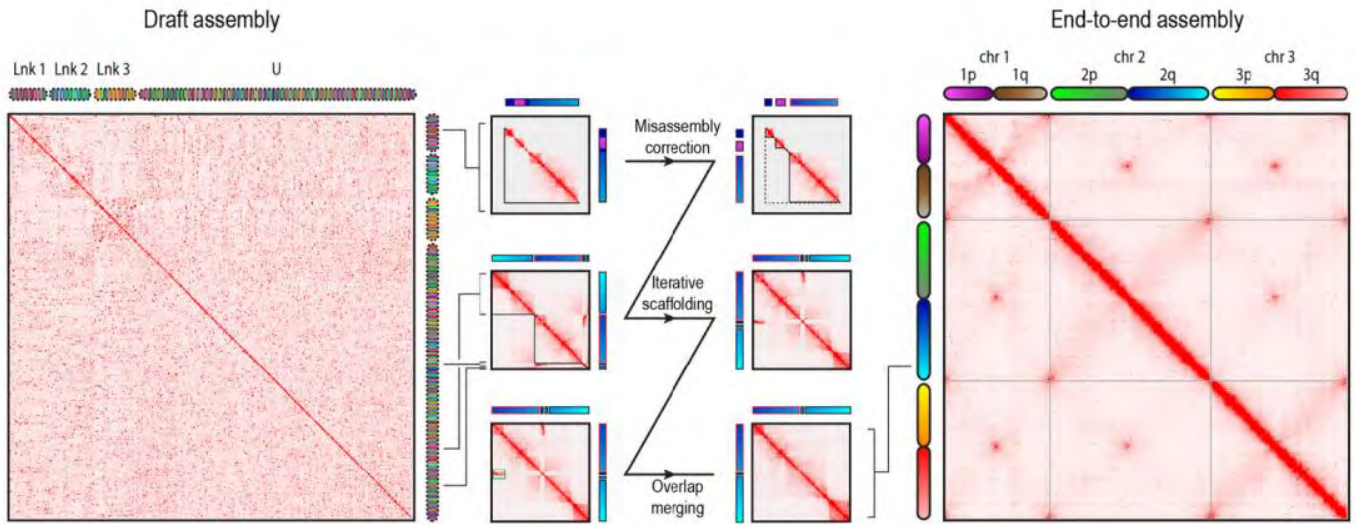 Draft assembly
End-to-end assembly
Lnk 1 Lnk 2 Lnk 3 U
chr 1 chr 2 chr 3
1p 1q 2p 2q 3p 3q
Misassembly
correction
Iterative
scaffolding
Overlap
merging